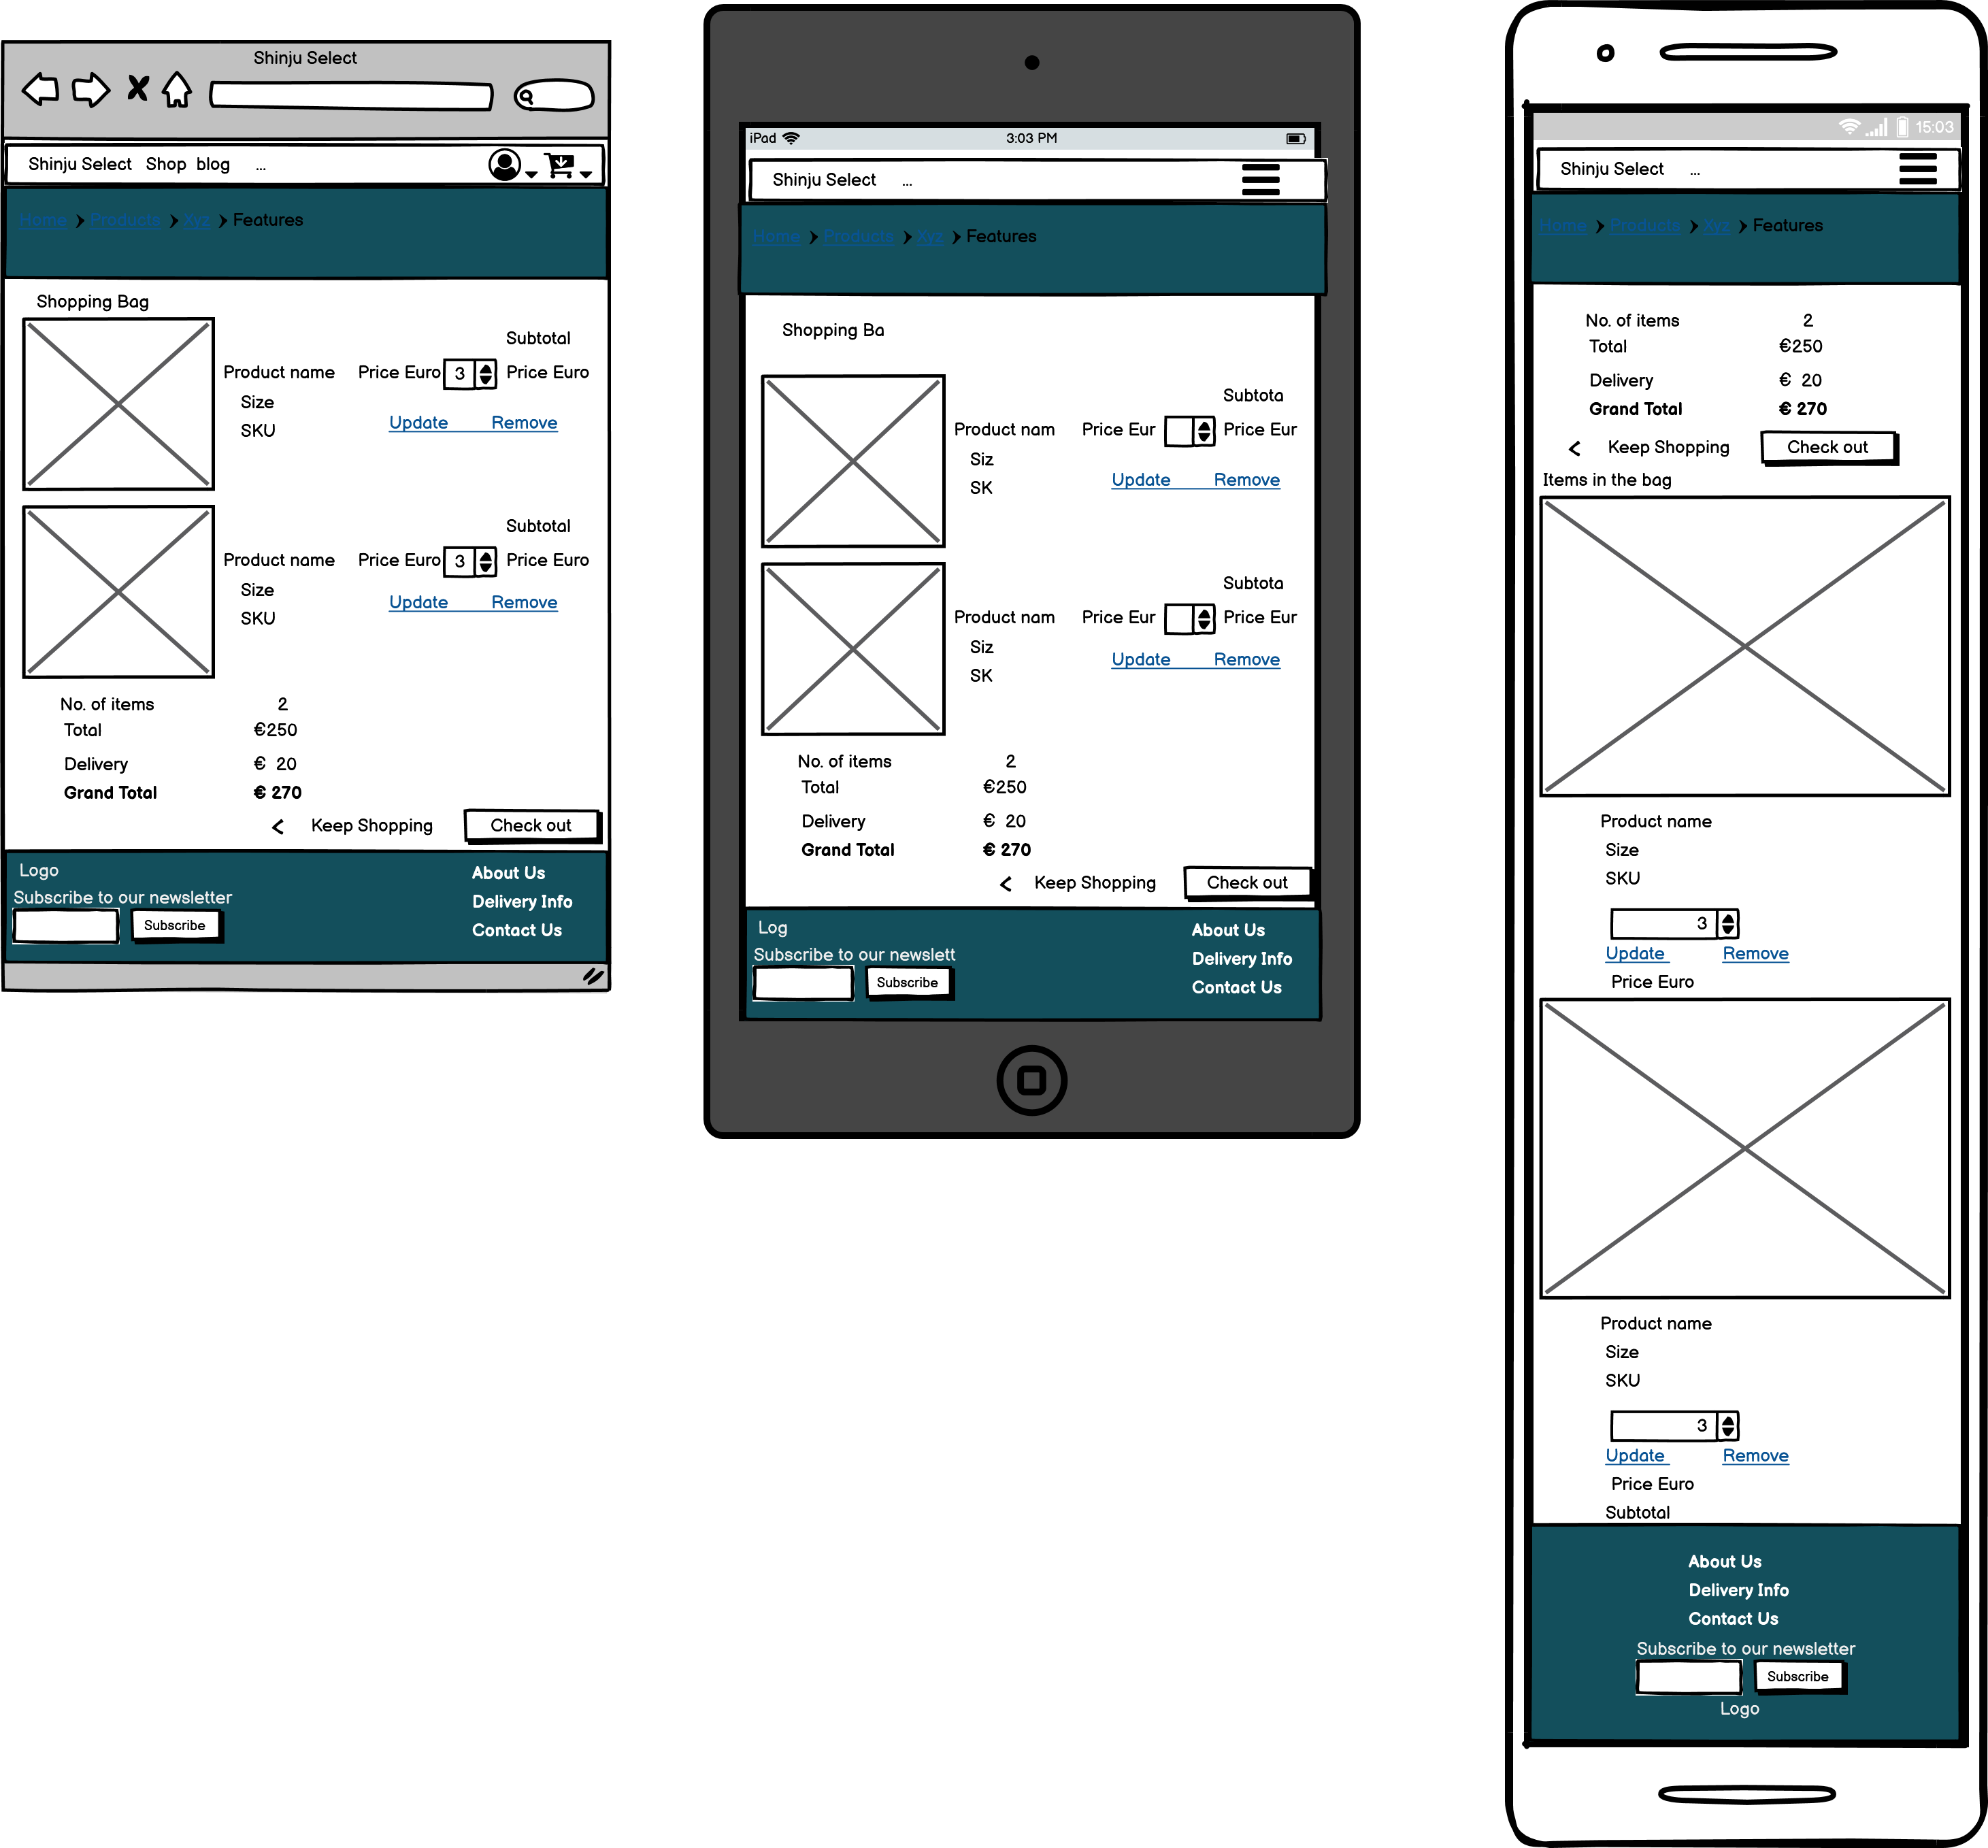 Shinju Select
Shinju Select Shop blog ...
Home Products Xyz Features
Shopping Bag
Subtotal
Product name Price Euro 3 Price Euro
Size
Update Remove
SKU
Subtotal
Product name Price Euro 3 Price Euro
Size
Update Remove
SKU
No. of items 2
Total €250
Delivery € 20
Grand Total € 270
Keep Shopping Check out
Logo
About Us
Subscribe to our newsletter
Delivery Info
Subscribe
Contact Us
iPad 3:03 PM
Shinju Select ...
Home Products Xyz Features
Shopping Ba
Subtota
Product nam Price Eur Price Eur
Siz
Update Remove
SK
Subtota
Product nam Price Eur Price Eur
Siz
Update Remove
SK
No. of items 2
Total €250
Delivery € 20
Grand Total € 270
Keep Shopping Check out
Log
About Us
Subscribe to our newslett
Delivery Info
Subscribe
Contact Us
15:03
Shinju Select ...
Home Products Xyz Features
No. of items 2
Total €250
Delivery € 20
Grand Total € 270
Keep Shopping Check out
Items in the bag
Product name
Size
SKU
3
Update Remove
Price Euro
Product name
Size
SKU
3
Update Remove
Price Euro
Subtotal
About Us
Delivery Info
Contact Us
Subscribe to our newsletter
Subscribe
Logo